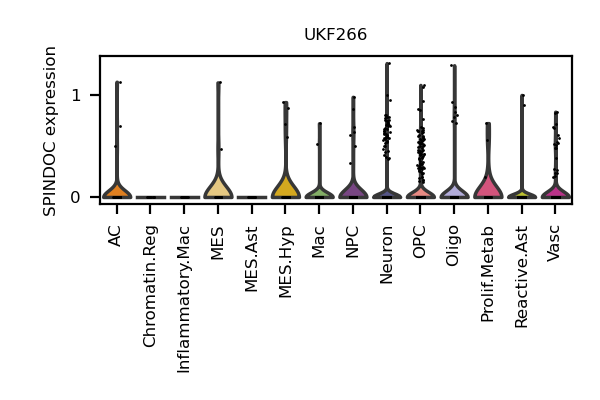 UKF266
SPINDOC expression
1
0
AC
Chromatin.Reg
Inflammatory.Mac
MES
MES.Ast
MES.Hyp
Mac
NPC
Neuron
OPC
Oligo
Prolif.Metab
Reactive.Ast
Vasc